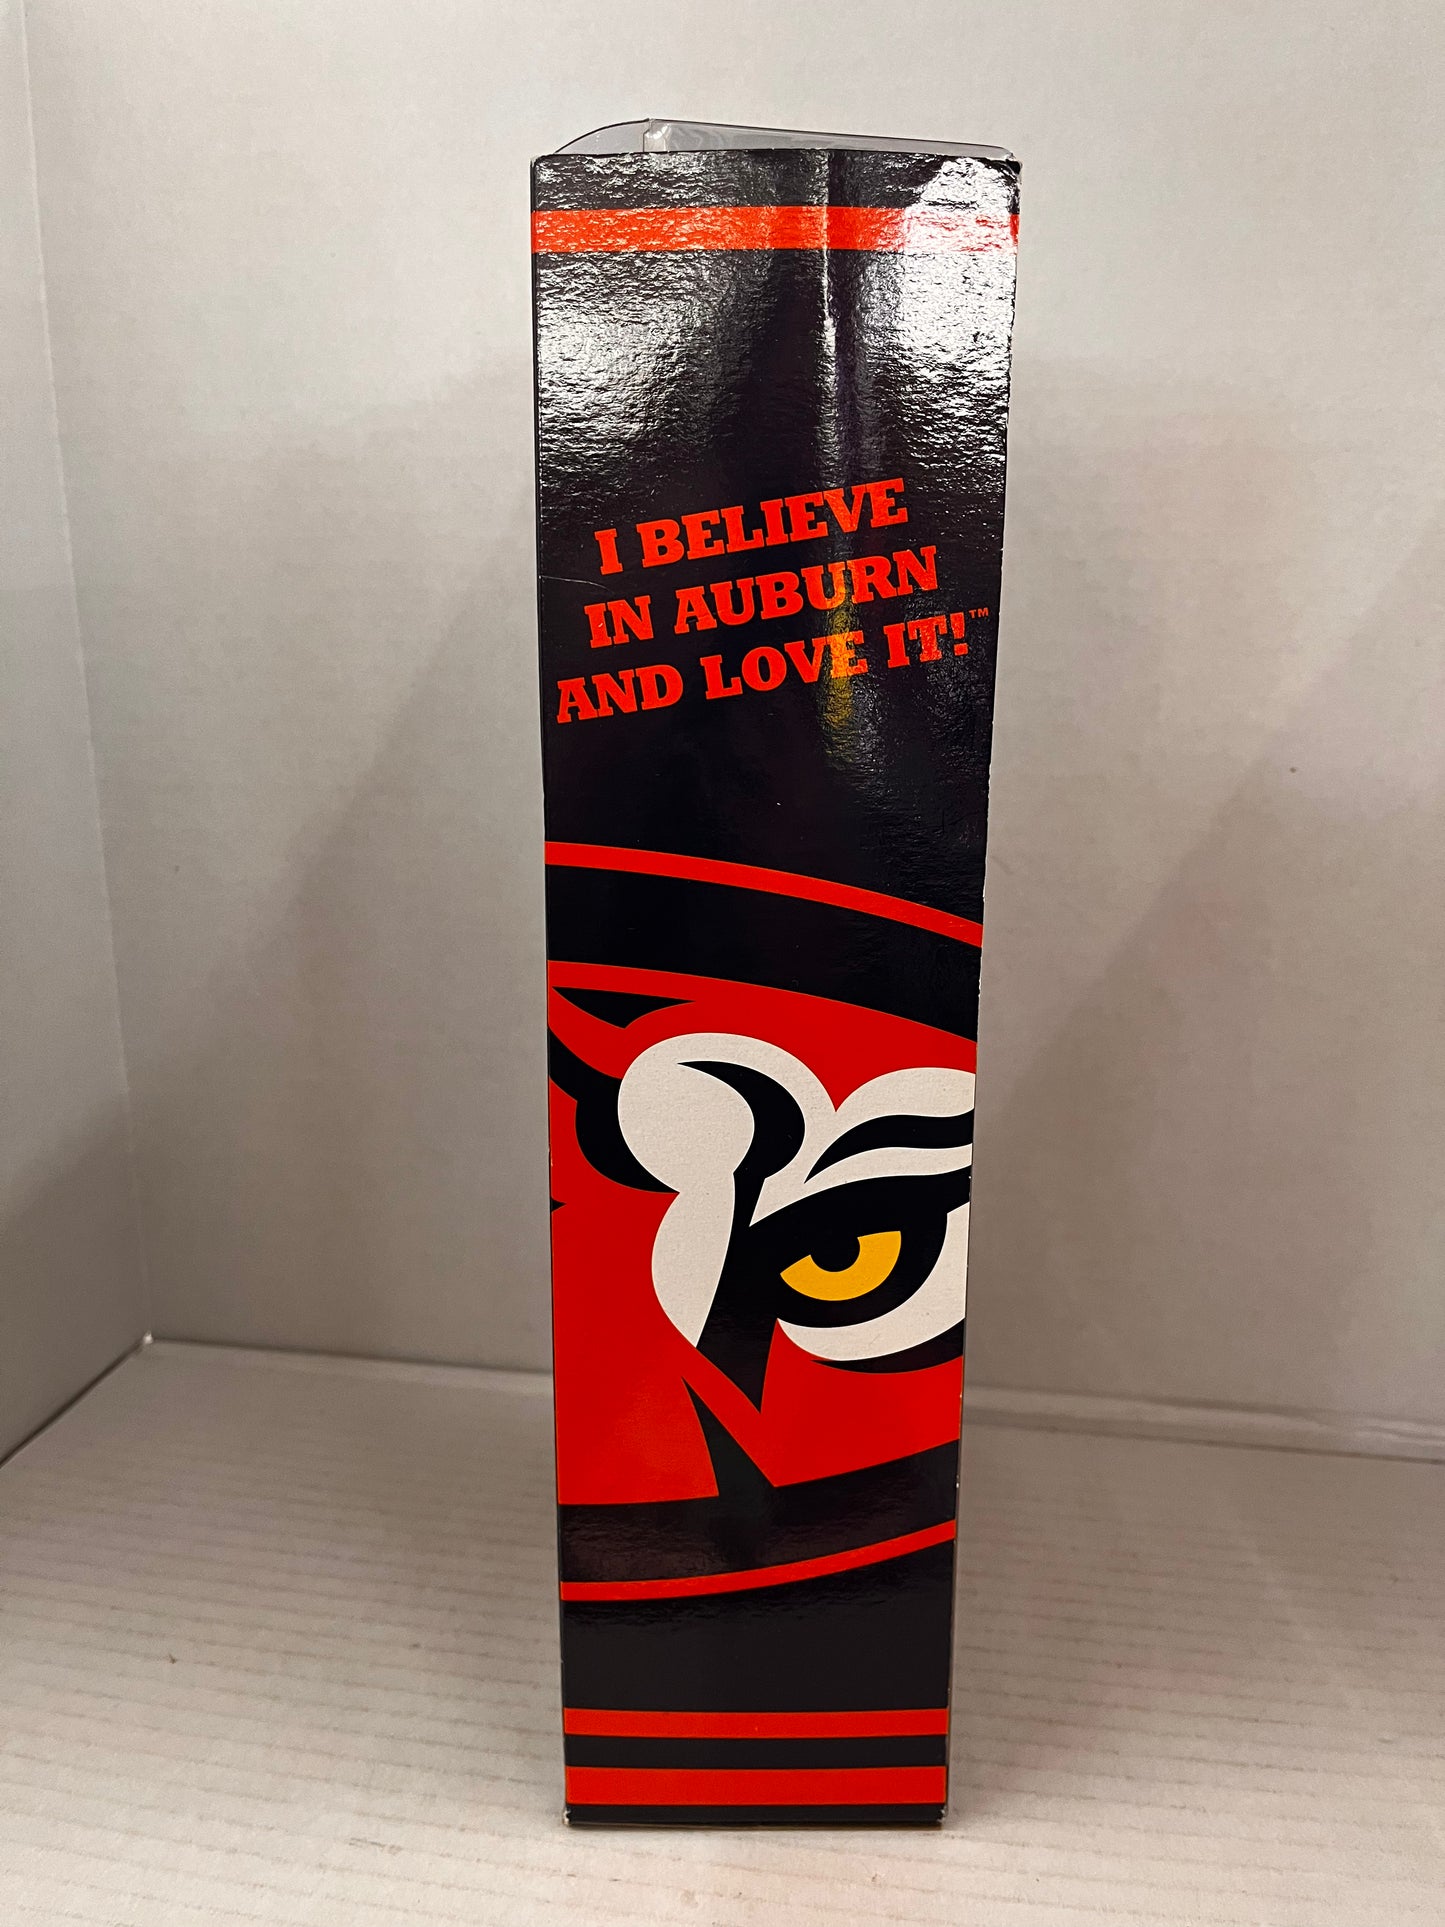 I BELIEVE
IN AUBURN
AND LOVE IT!™